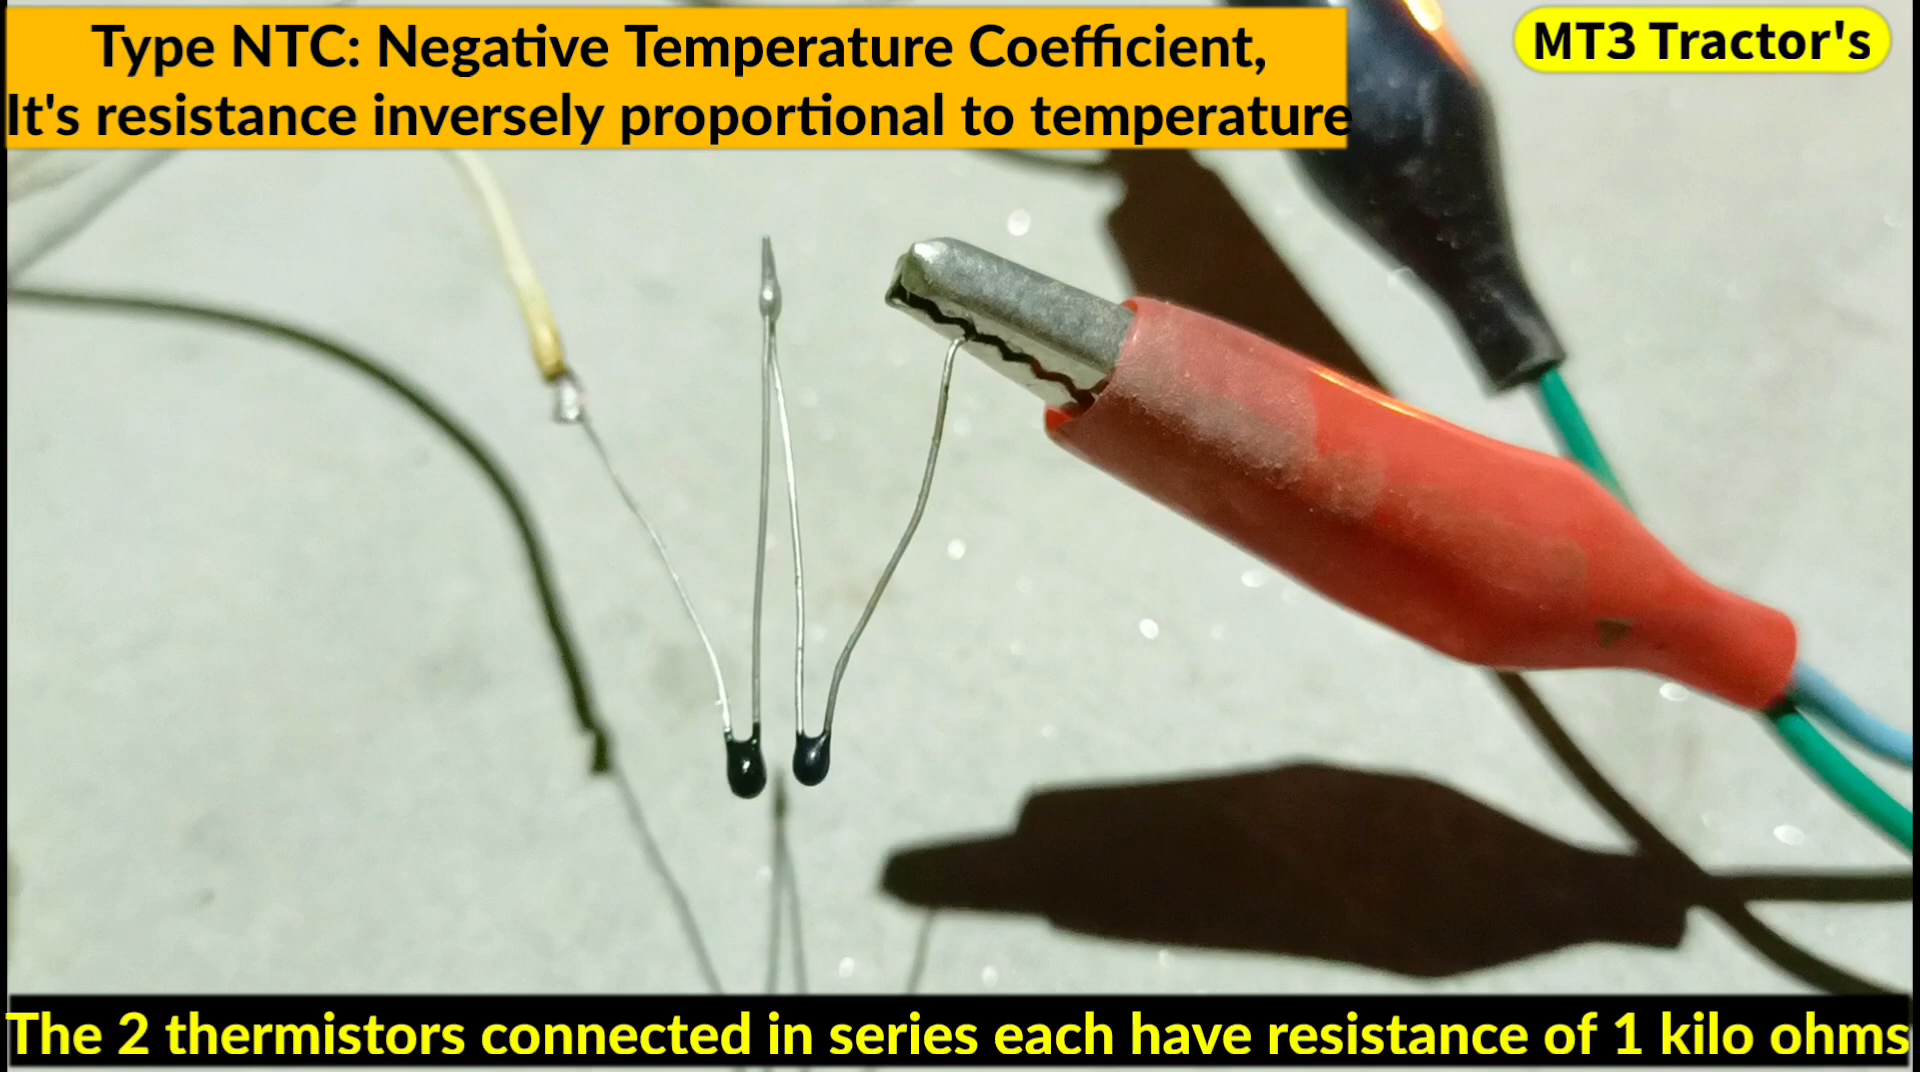 Type NTC: Negative Temperature Coefficient,
It's resistance inversely proportional to temperature
MT3 Tractor's
The 2 thermistors connected in series each have resistance of 1 kilo ohms